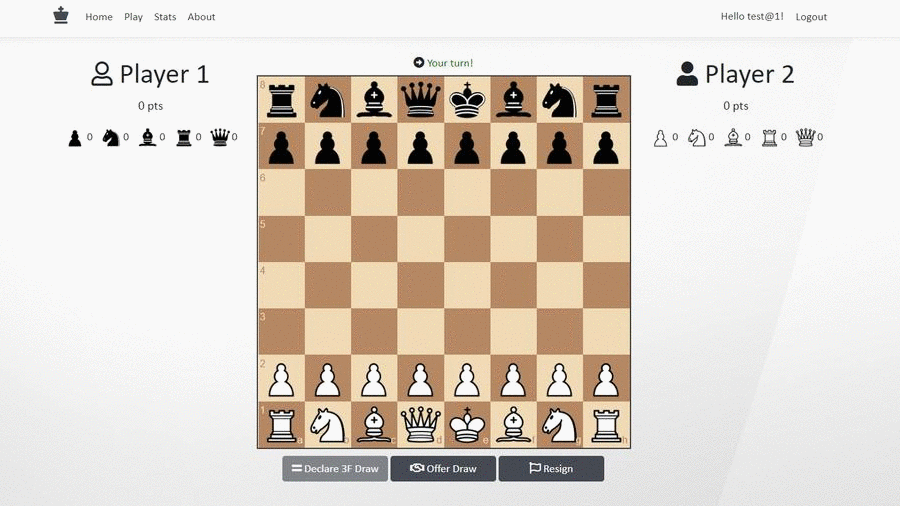 Home Play Stats About
Hello test@1! Logout
Player 1
0 pts
0 0 0 0 0
Your turn!
Player 2
0 pts
0 0 0 0 0
8
7
6
5
4
3
2
1
a b c d e f g h
Declare 3F Draw Offer Draw Resign